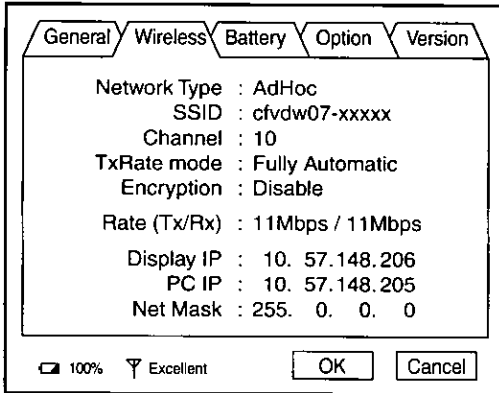 General Wireless Battery Option Version
Network Type : AdHoc
SSID : cfvdw07-xxxxx
Channel : 10
TxRate mode : Fully Automatic
Encryption : Disable
Rate (Tx/Rx) : 11Mbps / 11Mbps
Display IP : 10. 57.148.206
PC IP : 10. 57.148.205
Net Mask : 255. 0. 0. 0
100% Excellent OK Cancel